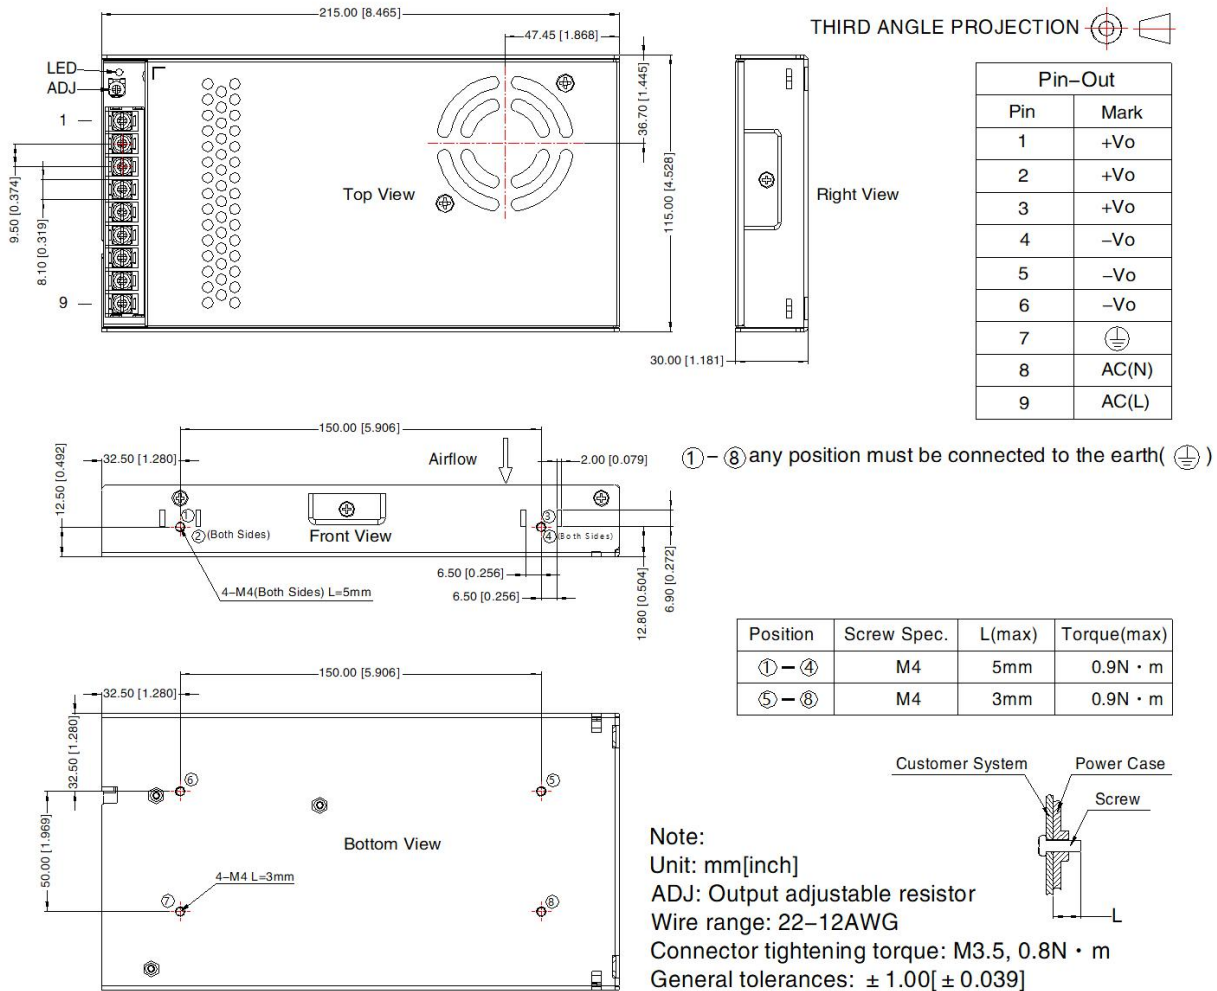 215.00 [8.465]
47.45 [1.868]
THIRD ANGLE PROJECTION
LED
ADJ
1
9
9.50 [0.374]
8.10 [0.319]
Top View
36.70 [1.445]
115.00 [4.528]
Right View
30.00 [1.181]
Pin–Out
Pin Mark
1 +Vo
2 +Vo
3 +Vo
4 –Vo
5 –Vo
6 –Vo
7
8 AC(N)
9 AC(L)
150.00 [5.906]
32.50 [1.280]
12.50 [0.492]
Airflow
2.00 [0.079]
①–⑧ any position must be connected to the earth( )
①
②(Both Sides)
Front View
③
④(Both Sides)
6.50 [0.256]
6.50 [0.256]
12.80 [0.504]
6.90 [0.272]
4–M4(Both Sides) L=5mm
Position Screw Spec. L(max) Torque(max)
①–④ M4 5mm 0.9N·m
⑤–⑧ M4 3mm 0.9N·m
150.00 [5.906]
32.50 [1.280]
32.50 [1.280]
50.00 [1.969]
⑥
⑤
Bottom View
4–M4 L=3mm
⑦
⑧
Customer System
Power Case
Screw
L
Note:
Unit: mm[inch]
ADJ: Output adjustable resistor
Wire range: 22–12AWG
Connector tightening torque: M3.5, 0.8N·m
General tolerances: ±1.00[±0.039]